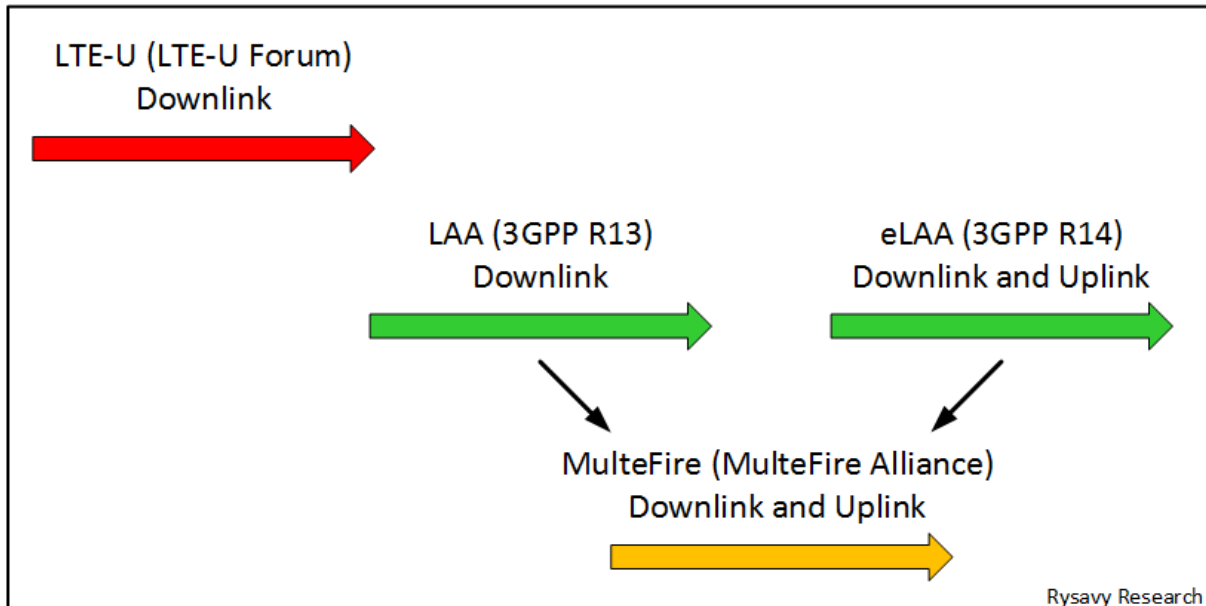 LTE-U (LTE-U Forum)
Downlink
LAA (3GPP R13)
Downlink
eLAA (3GPP R14)
Downlink and Uplink
MulteFire (MulteFire Alliance)
Downlink and Uplink
Rysavy Research